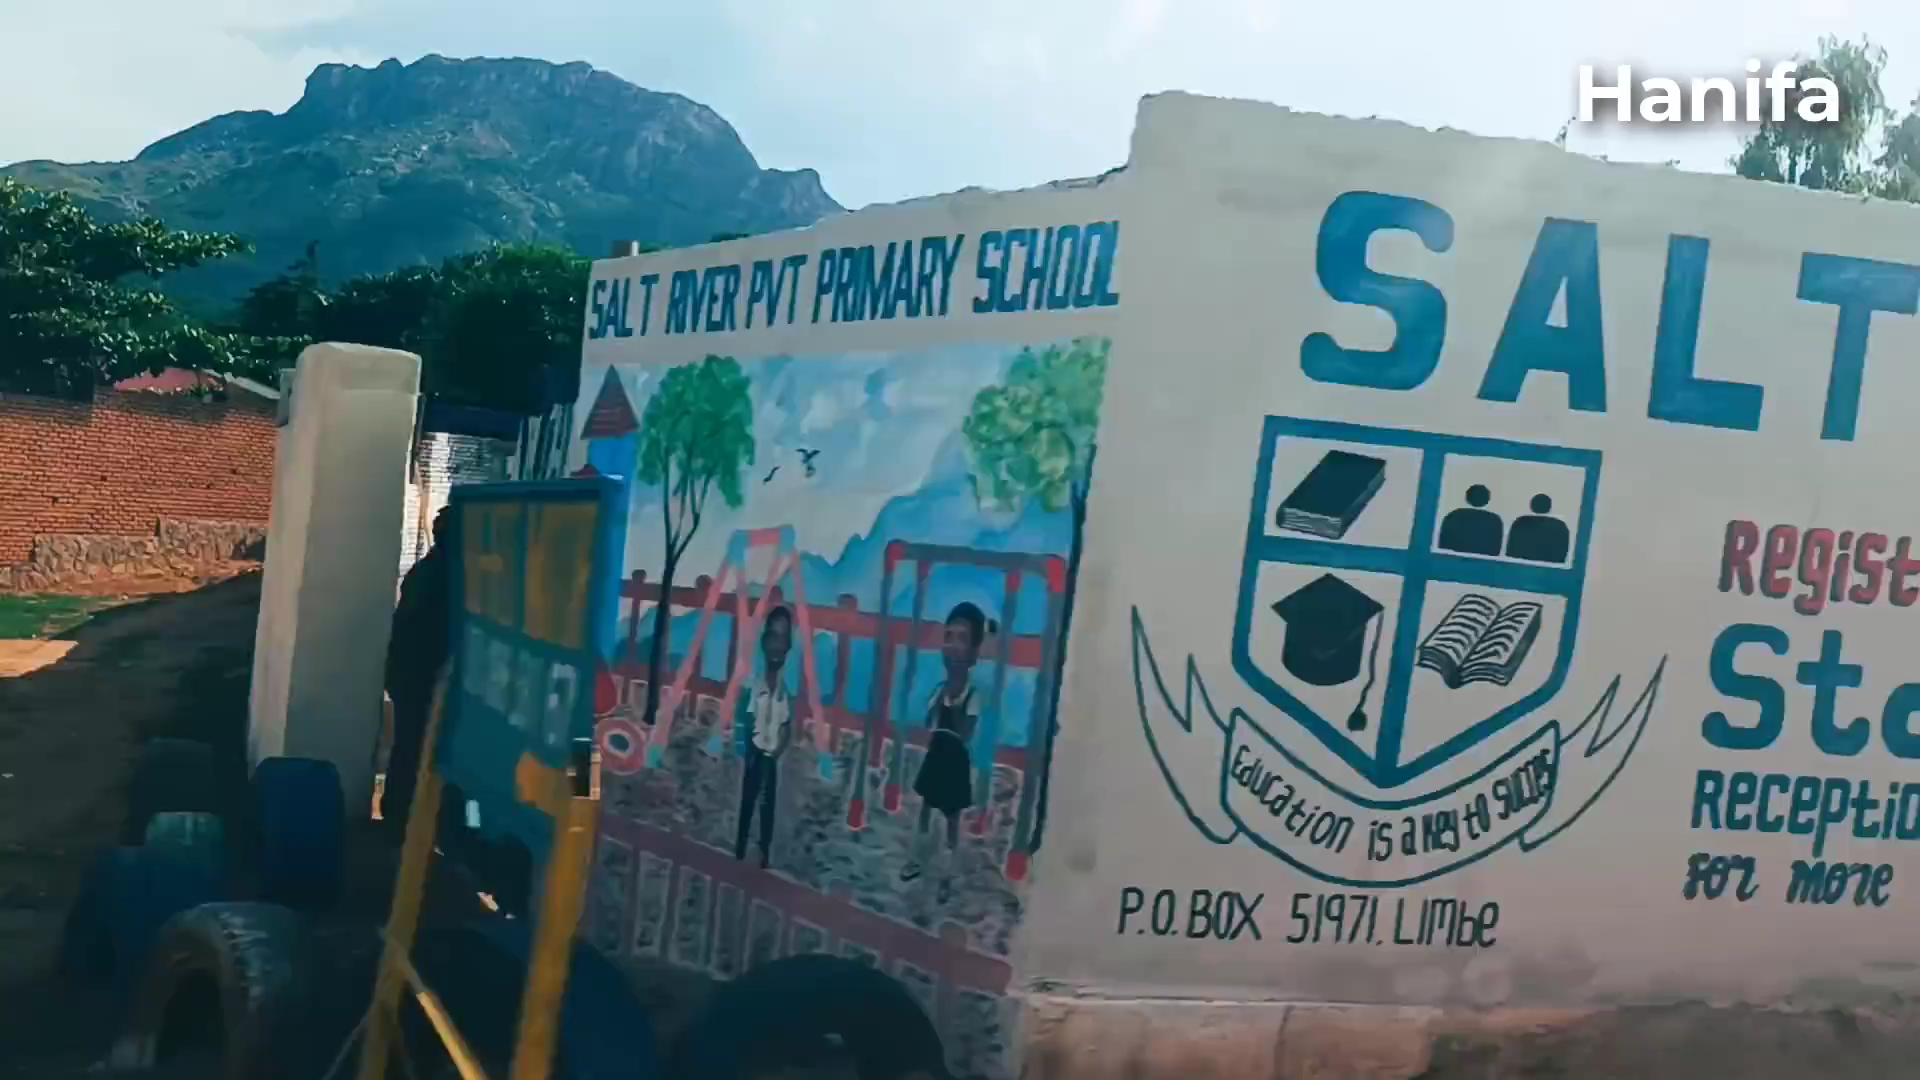 Hanifa
SALT RIVER PVT PRIMARY SCHOOL
SALT
Regist
Sta
Receptio
for more
Education is a key to Succes
P.O. BOX 51971. Limbe